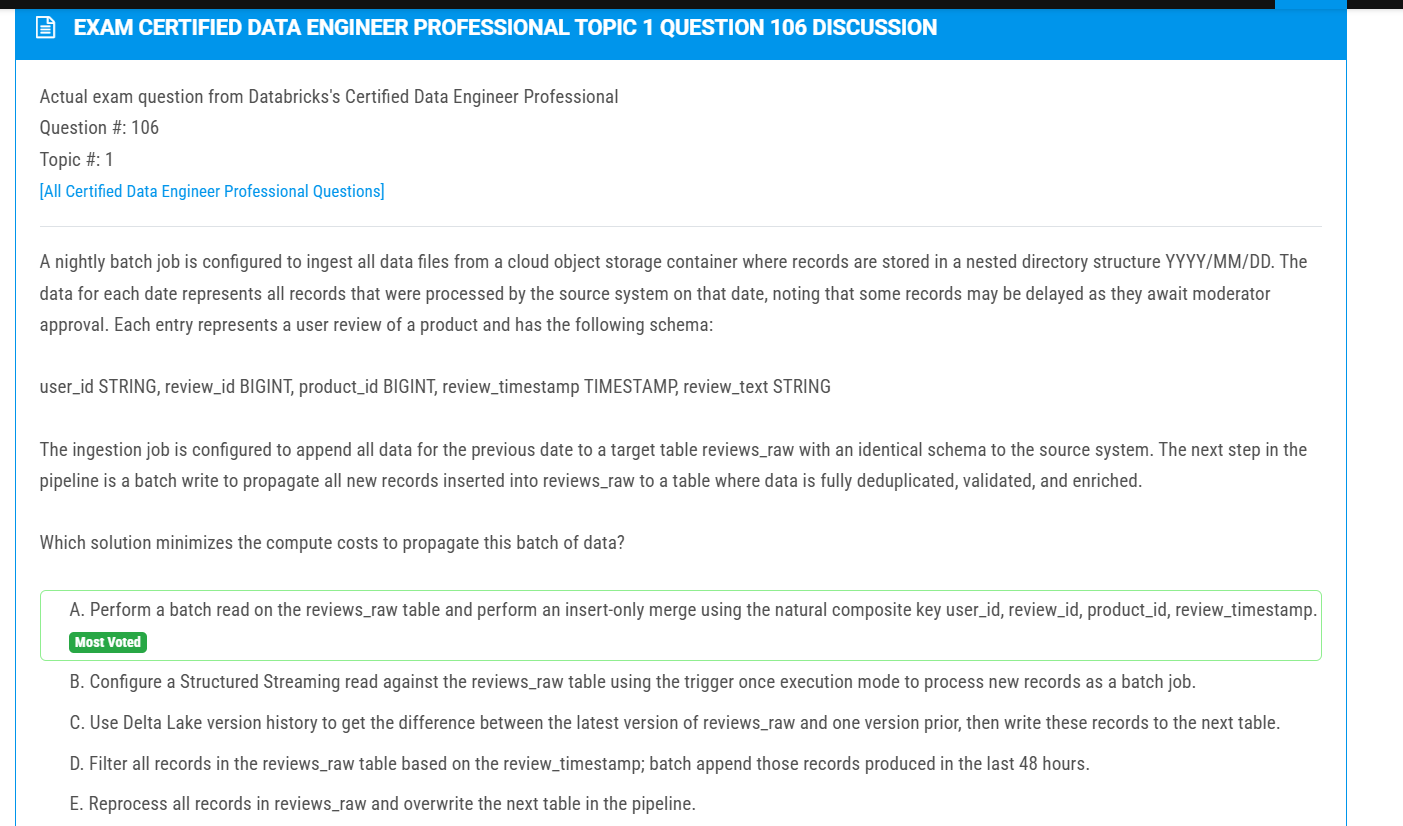 EXAM CERTIFIED DATA ENGINEER PROFESSIONAL TOPIC 1 QUESTION 106 DISCUSSION
Actual exam question from Databricks's Certified Data Engineer Professional
Question #: 106
Topic #: 1
[All Certified Data Engineer Professional Questions]
A nightly batch job is configured to ingest all data files from a cloud object storage container where records are stored in a nested directory structure YYYY/MM/DD. The
data for each date represents all records that were processed by the source system on that date, noting that some records may be delayed as they await moderator
approval. Each entry represents a user review of a product and has the following schema:
user_id STRING, review_id BIGINT, product_id BIGINT, review_timestamp TIMESTAMP, review_text STRING
The ingestion job is configured to append all data for the previous date to a target table reviews_raw with an identical schema to the source system. The next step in the
pipeline is a batch write to propagate all new records inserted into reviews_raw to a table where data is fully deduplicated, validated, and enriched.
Which solution minimizes the compute costs to propagate this batch of data?
A. Perform a batch read on the reviews_raw table and perform an insert-only merge using the natural composite key user_id, review_id, product_id, review_timestamp.
Most Voted
B. Configure a Structured Streaming read against the reviews_raw table using the trigger once execution mode to process new records as a batch job.
C. Use Delta Lake version history to get the difference between the latest version of reviews_raw and one version prior, then write these records to the next table.
D. Filter all records in the reviews_raw table based on the review_timestamp; batch append those records produced in the last 48 hours.
E. Reprocess all records in reviews_raw and overwrite the next table in the pipeline.